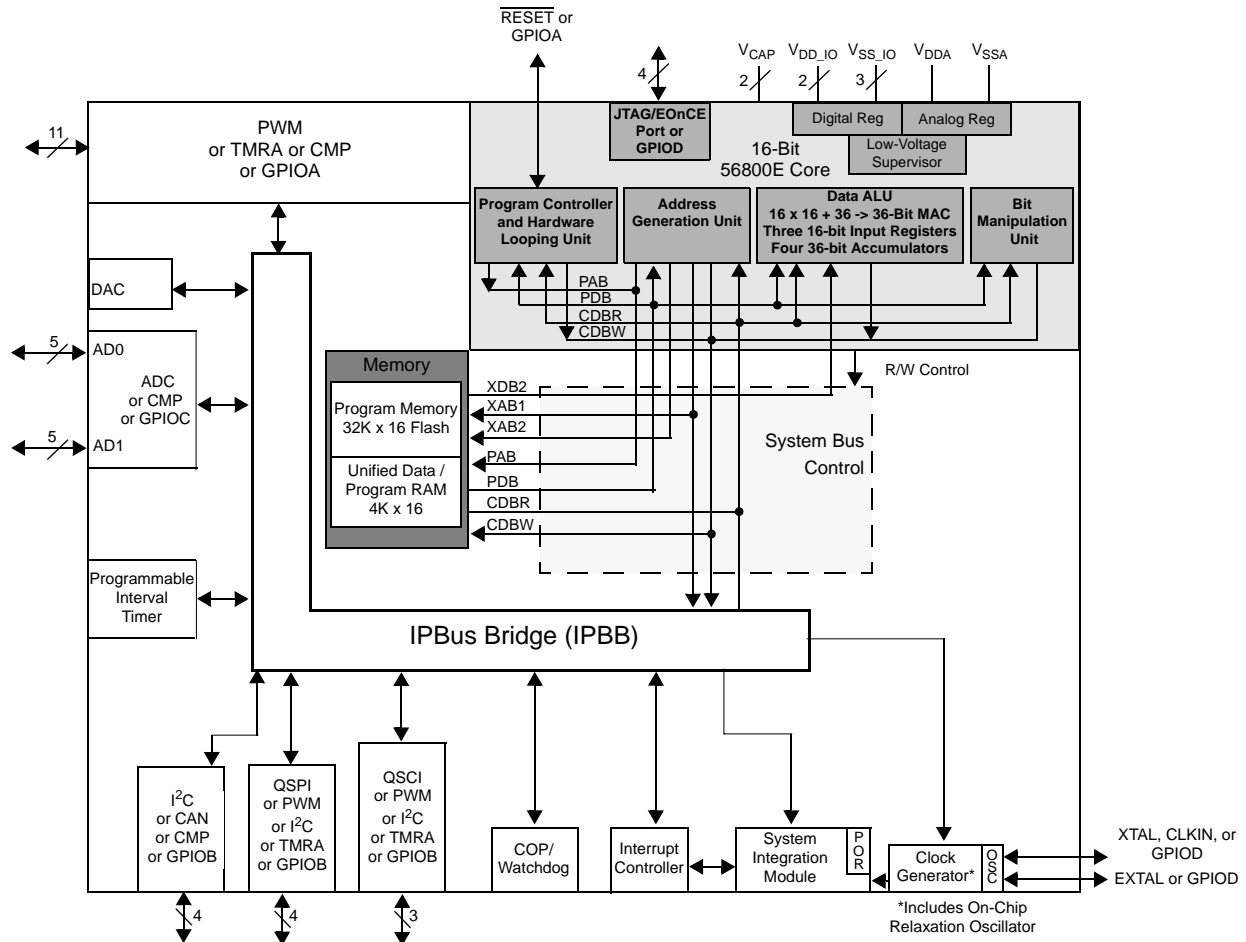 RESET or
GPIOA
4
VCAP
VDD_IO
VSS_IO
VDDA
VSSA
2
2
3
11
PWM
or TMRA or CMP
or GPIOA
JTAG/EOnCE
Port or
GPIOD
Digital Reg
Analog Reg
Low-Voltage
Supervisor
16-Bit
56800E Core
Program Controller
and Hardware
Looping Unit
Address
Generation Unit
Data ALU
16 x 16 + 36 -> 36-Bit MAC
Three 16-bit Input Registers
Four 36-bit Accumulators
Bit
Manipulation
Unit
PAB
PDB
CDBR
CDBW
DAC
5
AD0
ADC
or CMP
or GPIOC
5
AD1
Memory
Program Memory
32K x 16 Flash
Unified Data /
Program RAM
4K x 16
R/W Control
XDB2
XAB1
XAB2
PAB
PDB
CDBR
CDBW
System Bus
Control
Programmable
Interval
Timer
IPBus Bridge (IPBB)
I2C
or CAN
or CMP
or GPIOB
QSPI
or PWM
or I2C
or TMRA
or GPIOB
QSCI
or PWM
or I2C
or TMRA
or GPIOB
COP/
Watchdog
Interrupt
Controller
System
Integration
Module
POR
Clock
Generator*
OSC
XTAL, CLKIN, or
GPIOD
EXTAL or GPIOD
4
4
3
*Includes On-Chip
Relaxation Oscillator